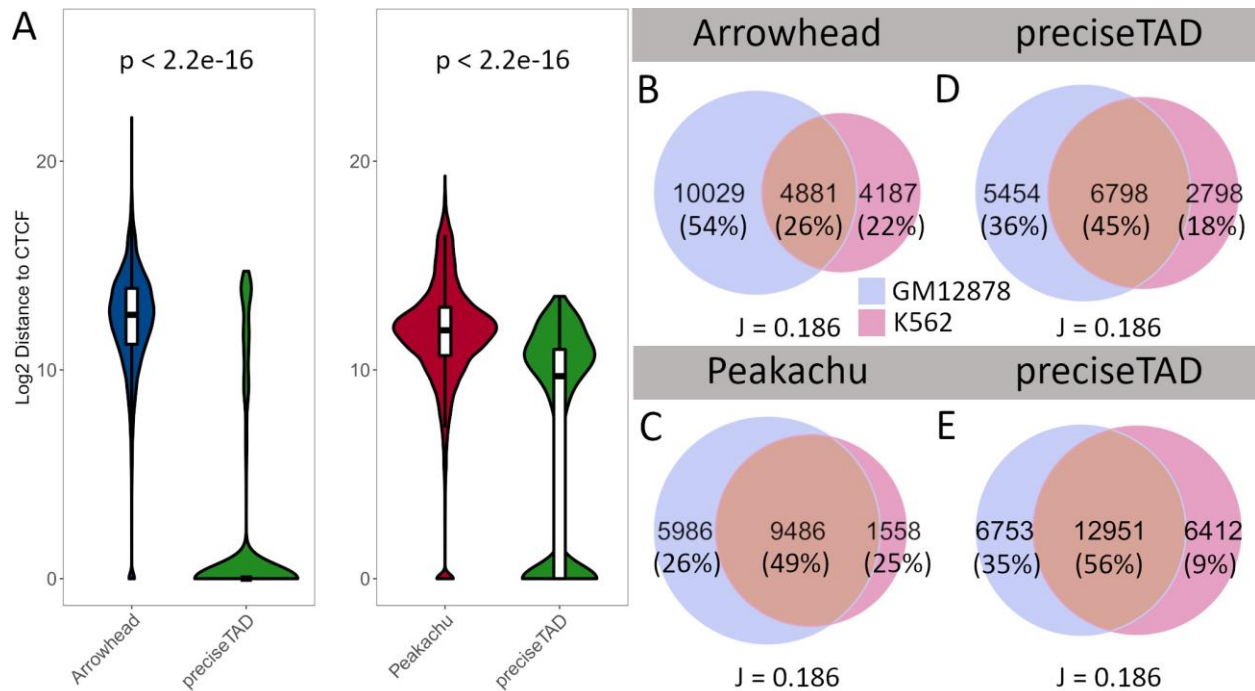 A
p < 2.2e-16
p < 2.2e-16
Log2 Distance to CTCF
20
10
0
20
10
0
Arrowhead
preciseTAD
Peakachu
preciseTAD
Arrowhead
preciseTAD
B
10029
(54%)
4881
(26%)
4187
(22%)
D
5454
(36%)
6798
(45%)
2798
(18%)
GM12878
K562
J = 0.186
J = 0.186
Peakachu
preciseTAD
C
5986
(26%)
9486
(49%)
1558
(25%)
E
6753
(35%)
12951
(56%)
6412
(9%)
J = 0.186
J = 0.186